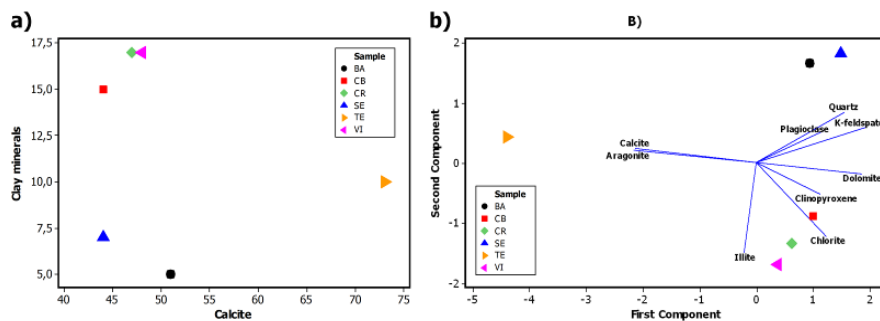 a)
17,5
15,0
12,5
10,0
7,5
5,0
Clay minerals
40 45 50 55 60 65 70 75
Calcite
Sample
BA
CB
CR
SE
TE
VI
b)
B)
2
1
0
-1
-2
Second Component
-5 -4 -3 -2 -1 0 1 2
First Component
Quartz
K-feldspate
Plagioclase
Calcite
Aragonite
Dolomite
Clinopyroxene
Chlorite
Illite
Sample
BA
CB
CR
SE
TE
VI